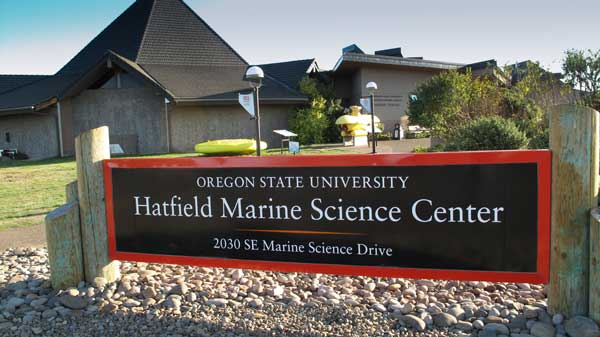 OREGON STATE UNIVERSITY
Hatfield Marine Science Center
2030 SE Marine Science Drive